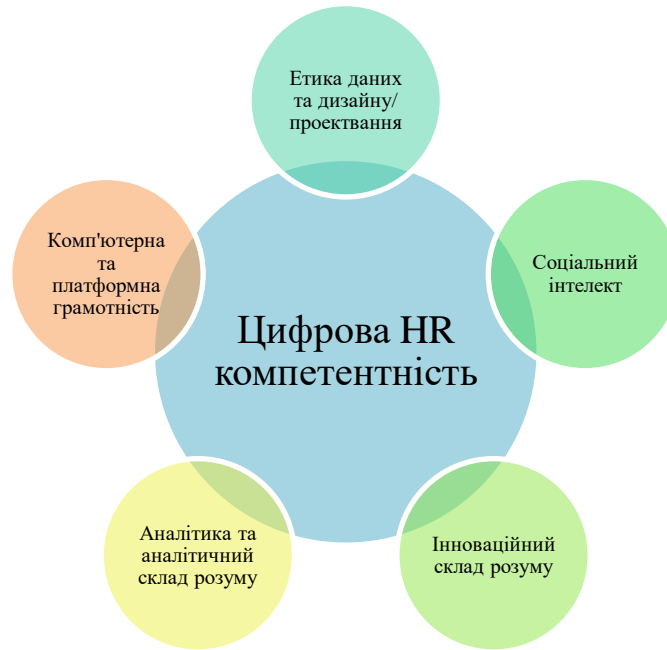 Етика даних
та дизайну/
проектвання
Комп'ютерна
та
платформна
грамотність
Соціальний
інтелект
Цифрова HR
компетентність
Аналітика та
аналітичний
склад розуму
Інноваційний
склад розуму